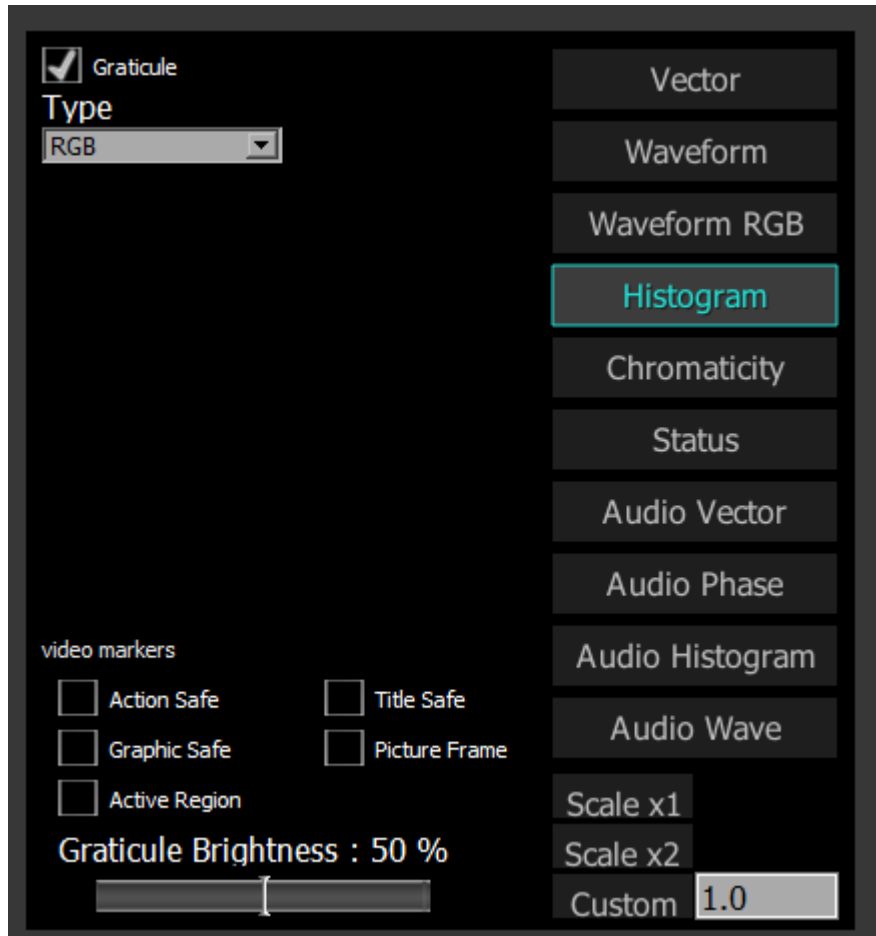 Graticule
Type
RGB
video markers
Action Safe
Title Safe
Graphic Safe
Picture Frame
Active Region
Graticule Brightness : 50 %
Vector
Waveform
Waveform RGB
Histogram
Chromaticity
Status
Audio Vector
Audio Phase
Audio Histogram
Audio Wave
Scale x1
Scale x2
Custom
1.0